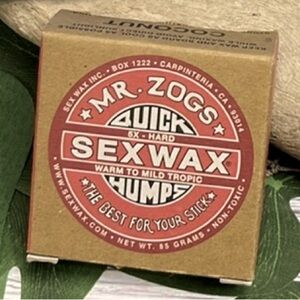 COCONUT
SEX WAX INC. • BOX 1222 • CARPINTERIA • CA 93014
MR. ZOGS
QUICK
5X - HARD
SEXWAX®
WARM TO MILD TROPIC
HUMPS
★THE BEST FOR YOUR STICK★
• WWW.SEXWAX.COM • NET WT. 85 GRAMS • NON-TOXIC •